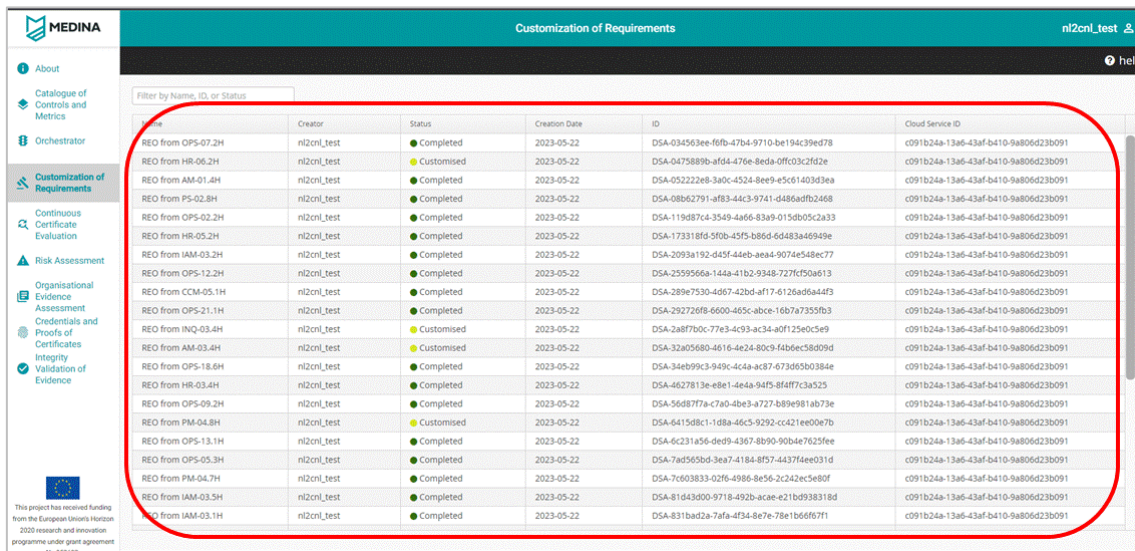 MEDINA
Customization of Requirements
nl2cnl_test
hel
About
Catalogue of
Controls and
Metrics
Orchestrator
Customization of
Requirements
Continuous
Certificate
Evaluation
Risk Assessment
Organisational
Evidence
Assessment
Credentials and
Proofs of
Certificates
Integrity
Validation of
Evidence
This project has received funding
from the European Union's Horizon
2020 research and innovation
programme under grant agreement
Filter by Name, ID, or Status
Name Creator Status Creation Date ID Cloud Service ID
REO from OPS-07.2H nl2cnl_test Completed 2023-05-22 DSA-034563ee-f6fb-47b4-9710-be194c39ed78 c091b24a-13a6-43af-b410-9a806d23b091
REO from HR-06.2H nl2cnl_test Customised 2023-05-22 DSA-0475889b-afd4-476e-8eda-0ffc03c2fd2e c091b24a-13a6-43af-b410-9a806d23b091
REO from AM-01.4H nl2cnl_test Completed 2023-05-22 DSA-052222e8-3a0c-4524-8ee9-e5c61403d3ea c091b24a-13a6-43af-b410-9a806d23b091
REO from PS-02.8H nl2cnl_test Completed 2023-05-22 DSA-08b62791-af83-44c3-9741-d486adfb2468 c091b24a-13a6-43af-b410-9a806d23b091
REO from OPS-02.2H nl2cnl_test Completed 2023-05-22 DSA-119d87c4-3549-4a66-83a9-015db05c2a33 c091b24a-13a6-43af-b410-9a806d23b091
REO from HR-05.2H nl2cnl_test Completed 2023-05-22 DSA-173318fd-5f0b-45f5-b86d-6d483a46949e c091b24a-13a6-43af-b410-9a806d23b091
REO from IAM-03.2H nl2cnl_test Completed 2023-05-22 DSA-2093a192-d45f-44eb-aea4-9074e548ec77 c091b24a-13a6-43af-b410-9a806d23b091
REO from OPS-12.2H nl2cnl_test Completed 2023-05-22 DSA-2559566a-144a-41b2-9348-727fcf50a613 c091b24a-13a6-43af-b410-9a806d23b091
REO from CCM-05.1H nl2cnl_test Completed 2023-05-22 DSA-289e7530-4d67-42bd-af17-6126ad6a44f3 c091b24a-13a6-43af-b410-9a806d23b091
REO from OPS-21.1H nl2cnl_test Completed 2023-05-22 DSA-292726f8-6600-465c-abce-16b7a7355fb3 c091b24a-13a6-43af-b410-9a806d23b091
REO from INQ-03.4H nl2cnl_test Customised 2023-05-22 DSA-2a8f7b0c-77e3-4c93-ac34-a0f125e0c5e9 c091b24a-13a6-43af-b410-9a806d23b091
REO from AM-03.4H nl2cnl_test Customised 2023-05-22 DSA-32a05680-4616-4e24-80c9-f4b6ec58d09d c091b24a-13a6-43af-b410-9a806d23b091
REO from OPS-18.6H nl2cnl_test Completed 2023-05-22 DSA-34eb99c3-949c-4c4a-ac87-673d65b0384e c091b24a-13a6-43af-b410-9a806d23b091
REO from HR-03.4H nl2cnl_test Completed 2023-05-22 DSA-4627813e-e8e1-4e4a-94f5-8f4ff7c3a525 c091b24a-13a6-43af-b410-9a806d23b091
REO from OPS-09.2H nl2cnl_test Completed 2023-05-22 DSA-56d87f7a-c7a0-4be3-a727-b89e981ab73e c091b24a-13a6-43af-b410-9a806d23b091
REO from PM-04.8H nl2cnl_test Customised 2023-05-22 DSA-6415d8c1-1d8a-46c5-9292-cc421ee00e7b c091b24a-13a6-43af-b410-9a806d23b091
REO from OPS-13.1H nl2cnl_test Completed 2023-05-22 DSA-6c231a56-ded9-4367-8b90-90b4e7625fee c091b24a-13a6-43af-b410-9a806d23b091
REO from OPS-05.3H nl2cnl_test Completed 2023-05-22 DSA-7ad565bd-3ea7-4184-8f57-4437f4ee031d c091b24a-13a6-43af-b410-9a806d23b091
REO from PM-04.7H nl2cnl_test Completed 2023-05-22 DSA-7c603833-02f6-4986-8e56-2c242ec5e80f c091b24a-13a6-43af-b410-9a806d23b091
REO from IAM-03.5H nl2cnl_test Completed 2023-05-22 DSA-81d43d00-9718-492b-acae-e21bd938318d c091b24a-13a6-43af-b410-9a806d23b091
REO from IAM-03.1H nl2cnl_test Completed 2023-05-22 DSA-831bad2a-7afa-4f34-8e7e-78e1b66f67f1 c091b24a-13a6-43af-b410-9a806d23b091